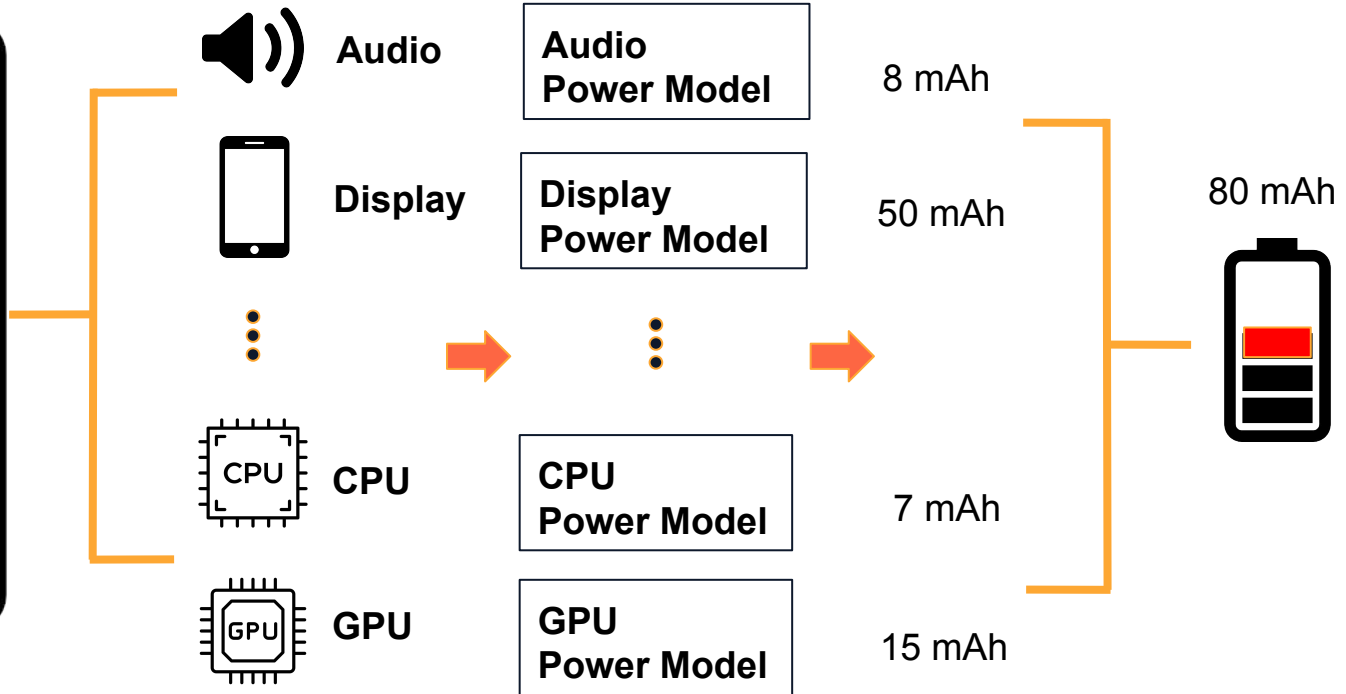 Audio
Audio
Power Model
8 mAh
Display
Display
Power Model
50 mAh
80 mAh
CPU
CPU
CPU
Power Model
7 mAh
GPU
GPU
GPU
Power Model
15 mAh